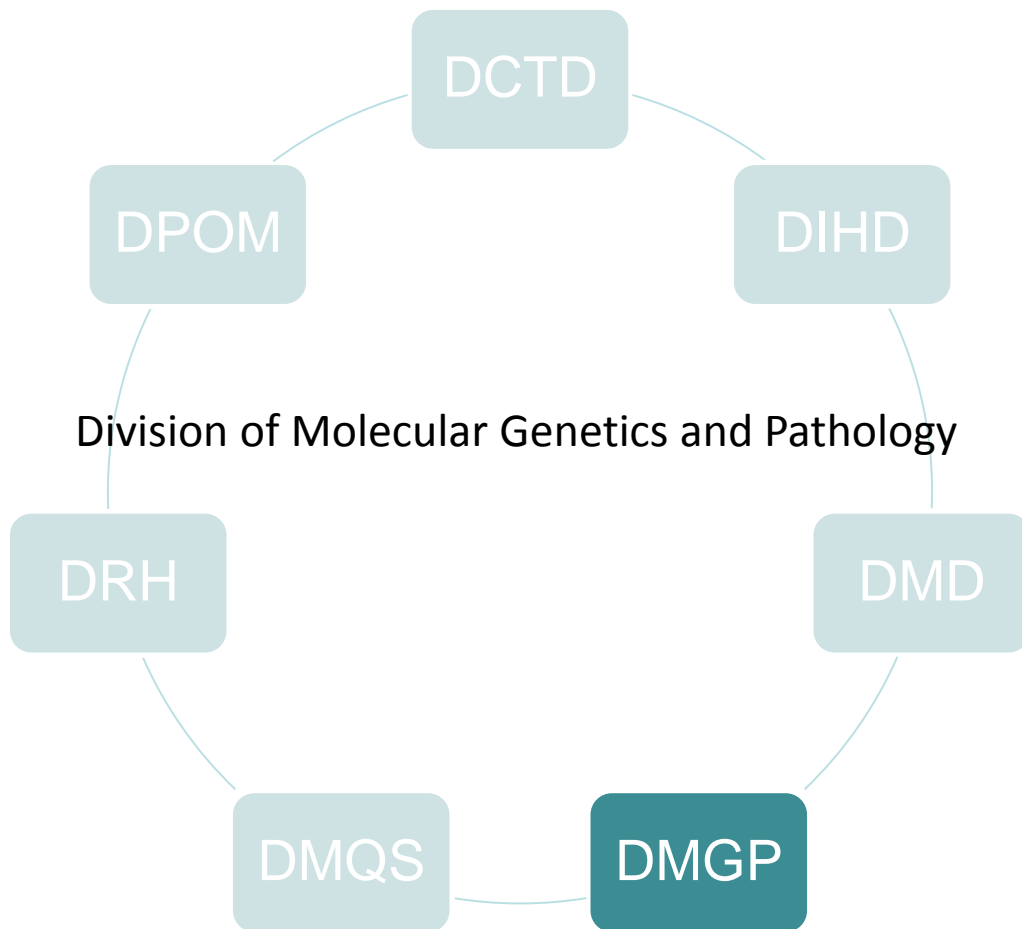 DCTD
DPOM
DIHD
Division of Molecular Genetics and Pathology
DRH
DMD
DMQS
DMGP